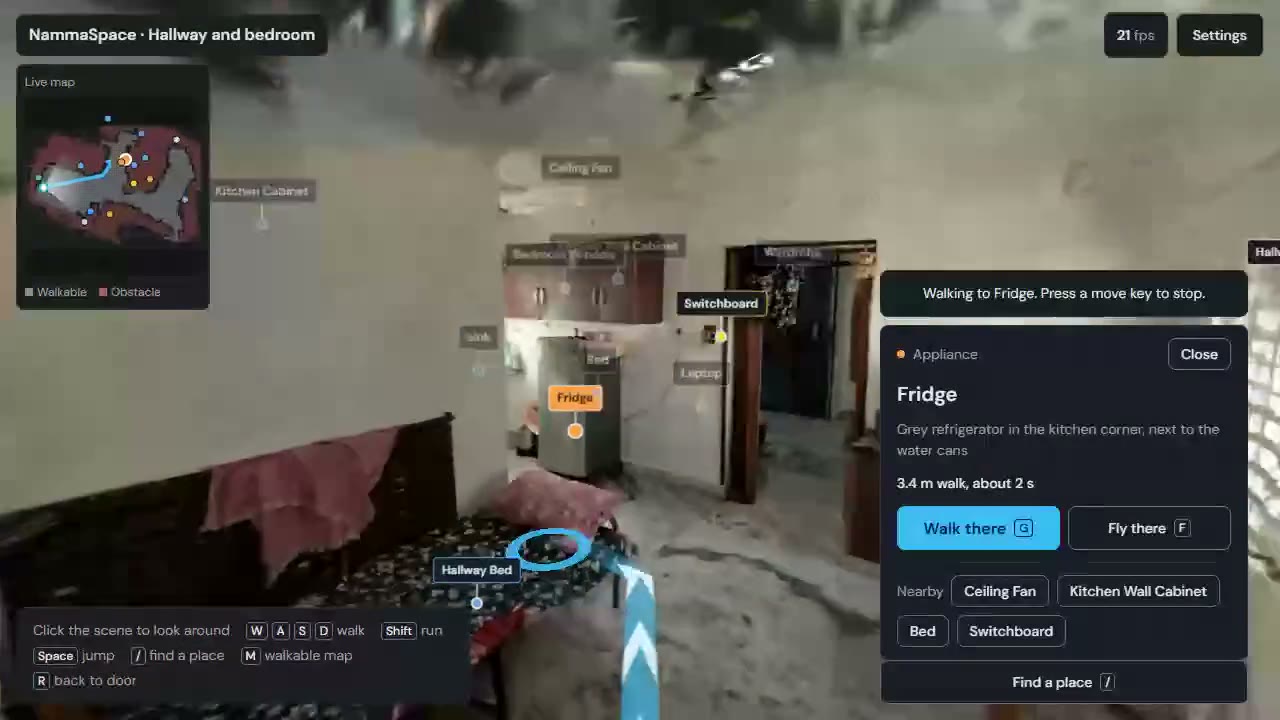 NammaSpace · Hallway and bedroom
21 fps
Settings
Live map
Walkable
Obstacle
Kitchen Cabinet
Ceiling Fan
Cabinet
Wardrobe
Switchboard
Sink
Bed
Laptop
Fridge
Hallway Bed
Walking to Fridge. Press a move key to stop.
Appliance
Close
Fridge
Grey refrigerator in the kitchen corner, next to the
water cans
3.4 m walk, about 2 s
Walk there G
Fly there F
Nearby
Ceiling Fan
Kitchen Wall Cabinet
Bed
Switchboard
Find a place /
Click the scene to look around W A S D walk Shift run
Space jump / find a place M walkable map
R back to door